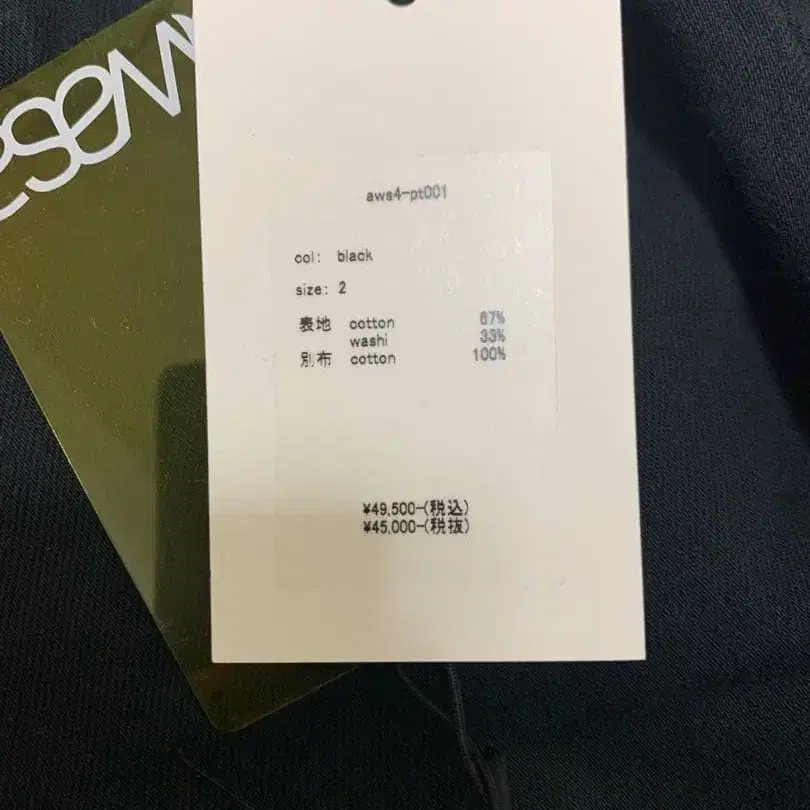 aws4-pt001
col: black
size: 2
表地 cotton 67%
washi 33%
別布 cotton 100%
¥49,500-(税込)
¥45,000-(税抜)